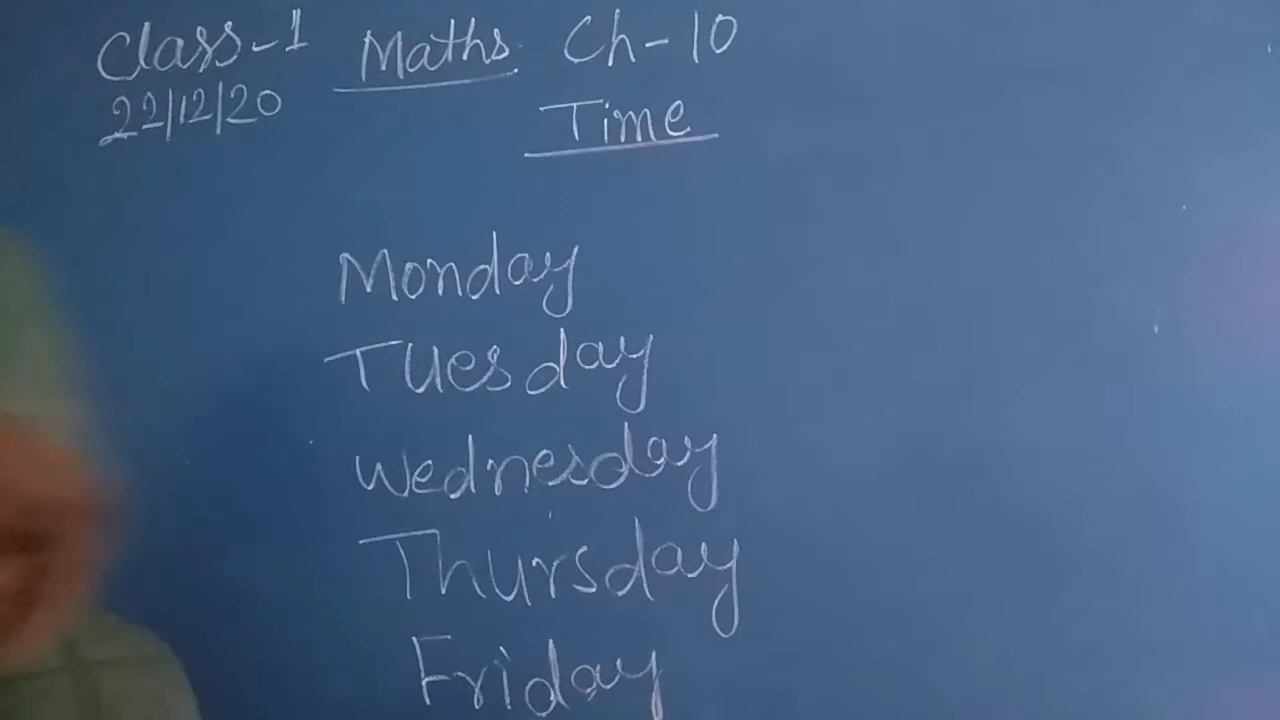 Class-1 Maths Ch-10
22/12/20 Time
Monday
Tuesday
Wednesday
Thursday
Friday